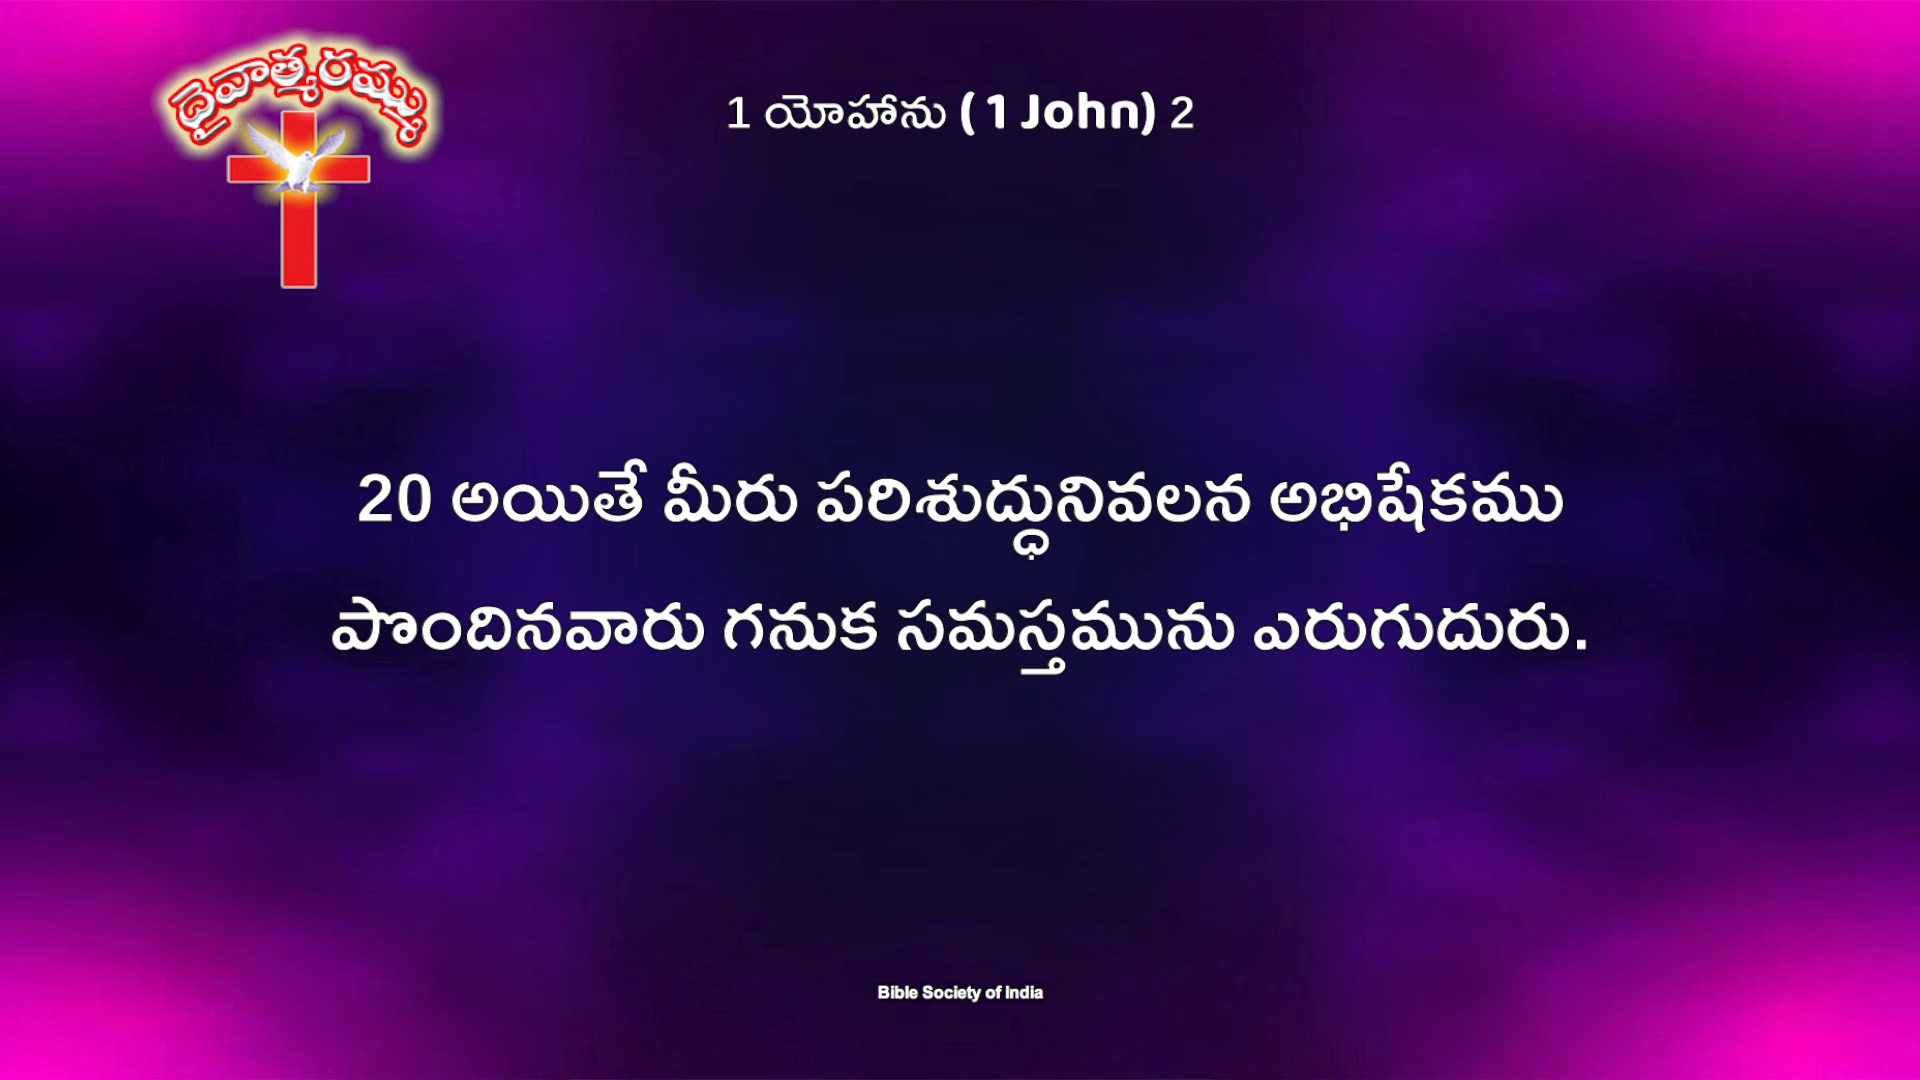 దైవాత్మరమ్ము
1 యోహాను (1 John) 2
20 అయితే మీరు పరిశుద్ధునివలన అభిషేకము
పొందినవారు గనుక సమస్తమును ఎరుగుదురు.
Bible Society of India